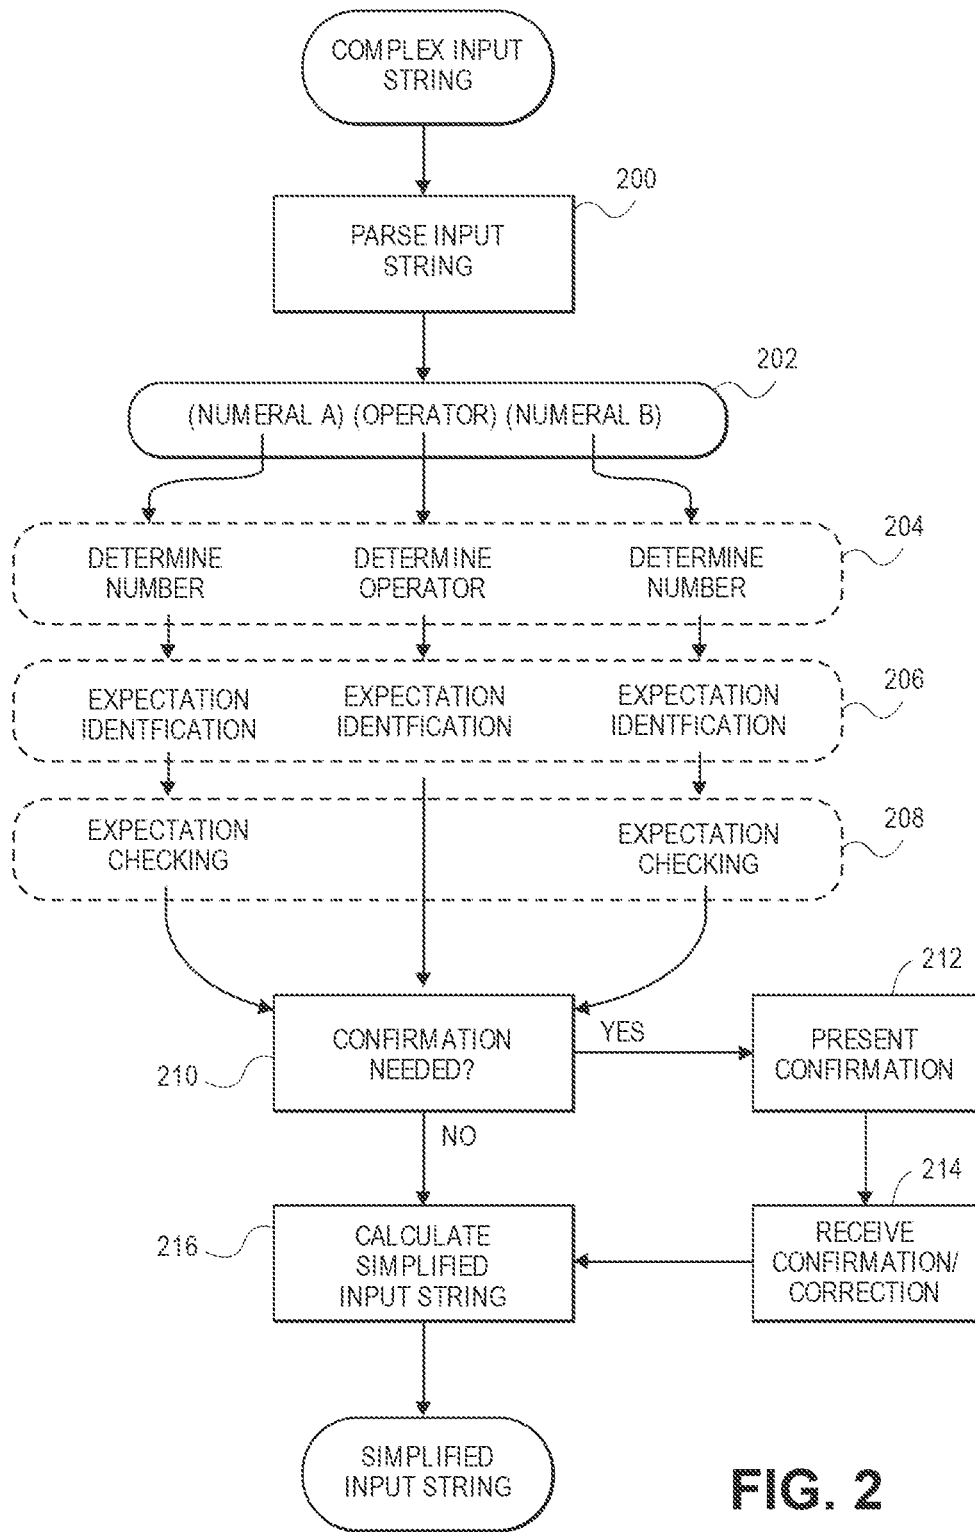 COMPLEX INPUT
STRING
200
PARSE INPUT
STRING
202
(NUMERAL A) (OPERATOR) (NUMERAL B)
204
DETERMINE
NUMBER
DETERMINE
OPERATOR
DETERMINE
NUMBER
206
EXPECTATION
IDENTFICATION
EXPECTATION
IDENTFICATION
EXPECTATION
IDENTFICATION
208
EXPECTATION
CHECKING
EXPECTATION
CHECKING
212
CONFIRMATION
NEEDED?
210
YES
PRESENT
CONFIRMATION
NO
214
216
CALCULATE
SIMPLIFIED
INPUT STRING
RECEIVE
CONFIRMATION/
CORRECTION
SIMPLIFIED
INPUT STRING
FIG. 2